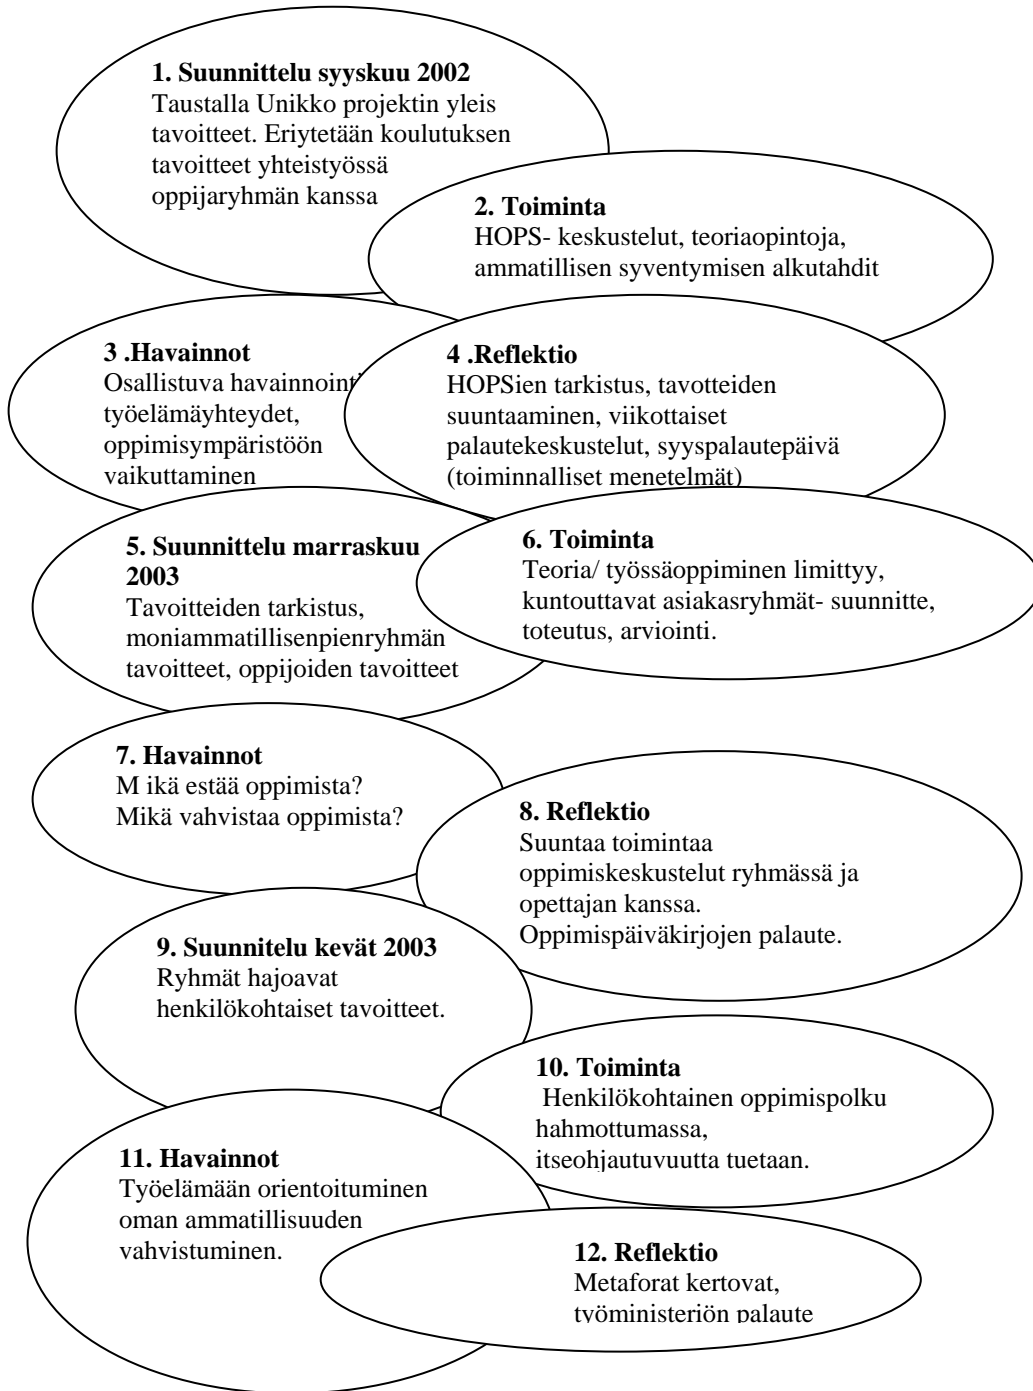 1. Suunnittelu syyskuu 2002
Taustalla Unikko projektin yleis
tavoitteet. Eriytetään koulutuksen
tavoitteet yhteistyössä
oppijaryhmän kanssa
2. Toiminta
HOPS- keskustelut, teoriaopintoja,
ammatillisen syventymisen alkutahdit
3 .Havainnot
Osallistuva havainnointi
työelämäyhteydet,
oppimisympäristöön
vaikuttaminen
4 .Reflektio
HOPSien tarkistus, tavotteiden
suuntaaminen, viikottaiset
palautekeskustelut, syyspalautepäivä
(toiminnalliset menetelmät)
5. Suunnittelu marraskuu
2003
Tavoitteiden tarkistus,
moniammatillisenpienryhmän
tavoitteet, oppijoiden tavoitteet
6. Toiminta
Teoria/ työssäoppiminen limittyy,
kuntouttavat asiakasryhmät- suunnitte,
toteutus, arviointi.
7. Havainnot
M ikä estää oppimista?
Mikä vahvistaa oppimista?
8. Reflektio
Suuntaa toimintaa
oppimiskeskustelut ryhmässä ja
opettajan kanssa.
Oppimispäiväkirjojen palaute.
9. Suunnitelu kevät 2003
Ryhmät hajoavat
henkilökohtaiset tavoitteet.
10. Toiminta
Henkilökohtainen oppimispolku
hahmottumassa,
itseohjautuvuutta tuetaan.
11. Havainnot
Työelämään orientoituminen
oman ammatillisuuden
vahvistuminen.
12. Reflektio
Metaforat kertovat,
työministeriön palaute